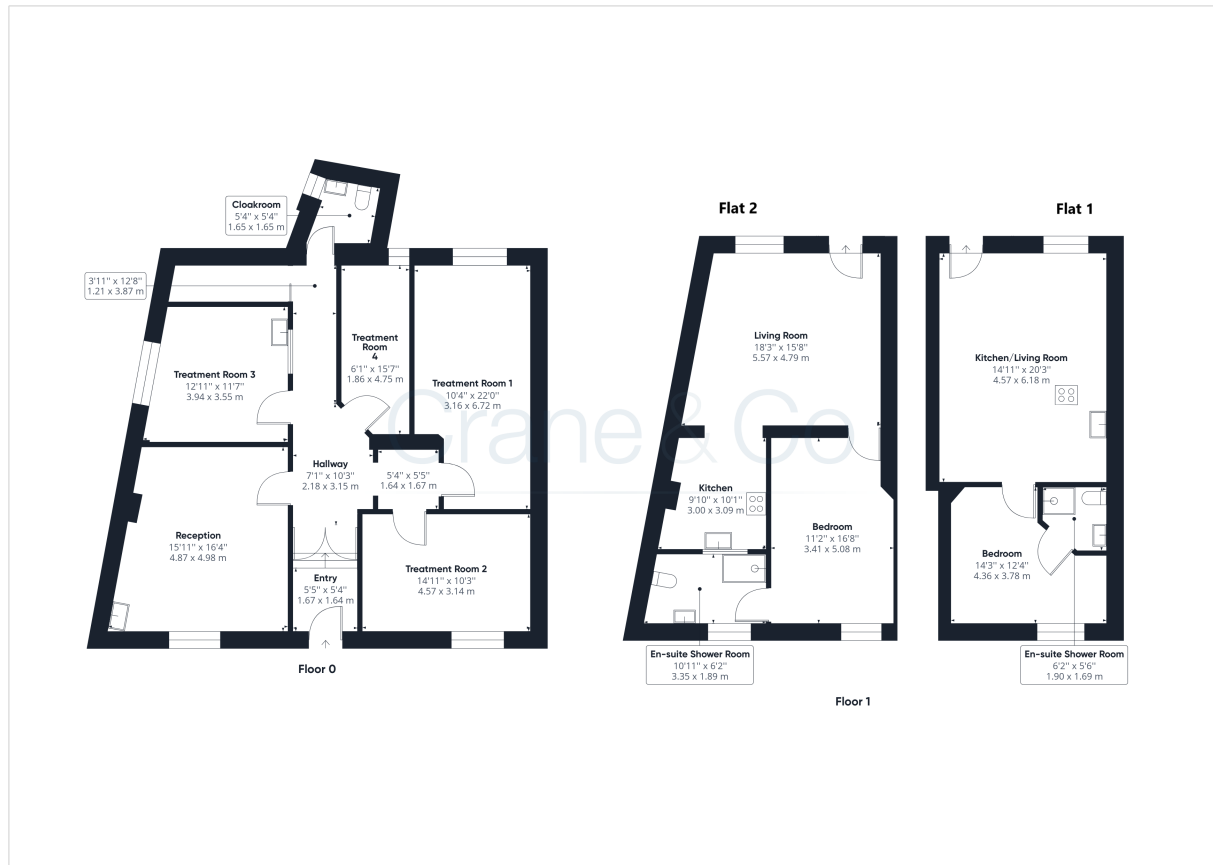 Cloakroom
5'4" x 5'4"
1.65 x 1.65 m
3'11" x 12'8"
1.21 x 3.87 m
Treatment Room 3
12'11" x 11'7"
3.94 x 3.55 m
Treatment
Room
4
6'1" x 15'7"
1.86 x 4.75 m
Treatment Room 1
10'4" x 22'0"
3.16 x 6.72 m
Hallway
7'1" x 10'3"
2.18 x 3.15 m
5'4" x 5'5"
1.64 x 1.67 m
Reception
15'11" x 16'4"
4.87 x 4.98 m
Entry
5'5" x 5'4"
1.67 x 1.64 m
Treatment Room 2
14'11" x 10'3"
4.57 x 3.14 m
Floor 0
Crane & Co
Flat 2
Living Room
18'3" x 15'8"
5.57 x 4.79 m
Kitchen
9'10" x 10'1"
3.00 x 3.09 m
Bedroom
11'2" x 16'8"
3.41 x 5.08 m
En-suite Shower Room
10'11" x 6'2"
3.35 x 1.89 m
Flat 1
Kitchen/Living Room
14'11" x 20'3"
4.57 x 6.18 m
Bedroom
14'3" x 12'4"
4.36 x 3.78 m
En-suite Shower Room
6'2" x 5'6"
1.90 x 1.69 m
Floor 1